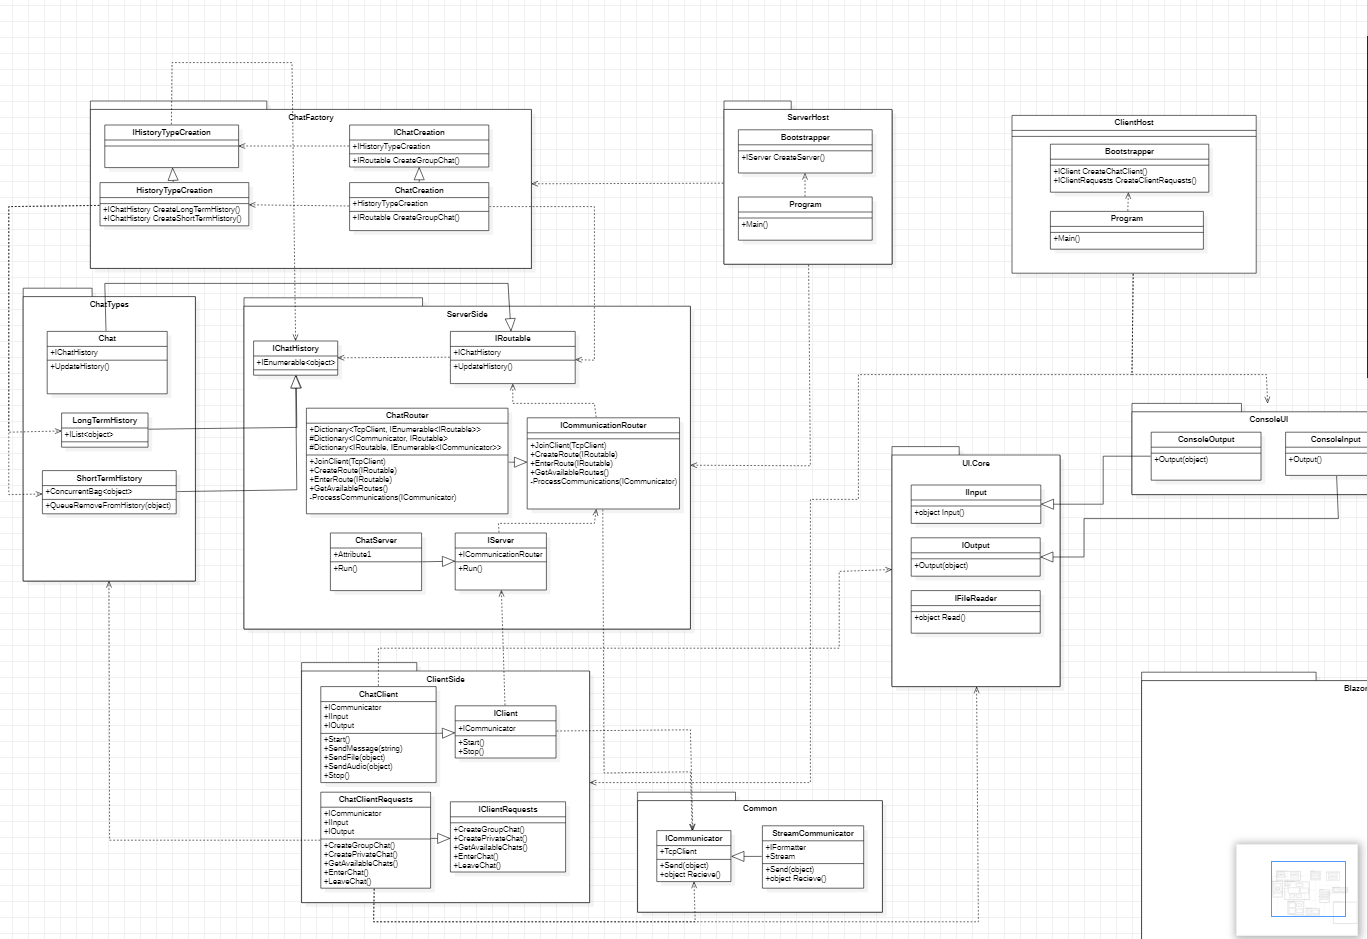 ChatFactory
IHistoryTypeCreation
HistoryTypeCreation
+IChatHistory CreateLongTermHistory()
+IChatHistory CreateShortTermHistory()
IChatCreation
+IHistoryTypeCreation
+IRoutable CreateGroupChat()
ChatCreation
+HistoryTypeCreation
+IRoutable CreateGroupChat()
ServerHost
Bootstrapper
+IServer CreateServer()
Program
+Main()
ClientHost
Bootstrapper
+IClient CreateChatClient()
+IClientRequests CreateClientRequests()
Program
+Main()
ChatTypes
Chat
+IChatHistory
+UpdateHistory()
LongTermHistory
+IList<object>
ShortTermHistory
+ConcurrentBag<object>
+QueueRemoveFromHistory(object)
ServerSide
IChatHistory
+IEnumerable<object>
IRoutable
+IChatHistory
+UpdateHistory()
ChatRouter
+Dictionary<TcpClient, IEnumerable<IRoutable>>
#Dictionary<ICommunicator, IRoutable>
#Dictionary<IRoutable, IEnumerable<ICommunicator>>
+JoinClient(TcpClient)
+CreateRoute(IRoutable)
+EnterRoute(IRoutable)
+GetAvailableRoutes()
-ProcessCommunications(ICommunicator)
ICommunicationRouter
+JoinClient(TcpClient)
+CreateRoute(IRoutable)
+EnterRoute(IRoutable)
+GetAvailableRoutes()
-ProcessCommunications(ICommunicator)
ChatServer
+Attribute1
+Run()
IServer
+ICommunicationRouter
+Run()
UI.Core
IInput
+object Input()
IOutput
+Output(object)
IFileReader
+object Read()
ConsoleUI
ConsoleOutput
+Output(object)
ConsoleInput
+Output()
ClientSide
ChatClient
+ICommunicator
+IInput
+IOutput
+Start()
+SendMessage(string)
+SendFile(object)
+SendAudio(object)
+Stop()
IClient
+ICommunicator
+Start()
+Stop()
ChatClientRequests
+ICommunicator
+IInput
+IOutput
+CreateGroupChat()
+CreatePrivateChat()
+GetAvailableChats()
+EnterChat()
+LeaveChat()
IClientRequests
+CreateGroupChat()
+CreatePrivateChat()
+GetAvailableChats()
+EnterChat()
+LeaveChat()
Common
ICommunicator
+TcpClient
+Send(object)
+object Recieve()
StreamCommunicator
+IFormatter
+Stream
+Send(object)
+object Recieve()
Blazor